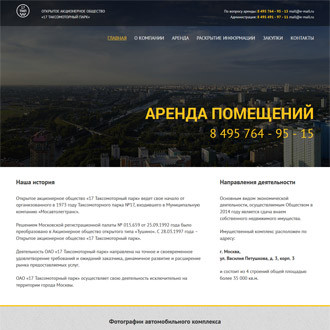 ОТКРЫТОЕ АКЦИОНЕРНОЕ ОБЩЕСТВО
«17 ТАКСОМОТОРНЫЙ ПАРК»
По вопросу аренды: 8 495 764 - 95 - 15 mail@e-mail.ru
Администрация: 8 495 491 - 97 - 51 mail@e-mail.ru
ГЛАВНАЯ О КОМПАНИИ АРЕНДА РАСКРЫТИЕ ИНФОРМАЦИИ ЗАКУПКИ КОНТАКТЫ
АРЕНДА ПОМЕЩЕНИЙ
8 495 764 - 95 - 15
Наша история
Открытое акционерное общество «17 Таксомоторный парк» ведет свое начало от
организованного в 1973 году Таксомоторного парка №17, входившего в Муниципальную
компанию «Мосавтолегтранс».
Решением Московской регистрационной палаты № 015.659 от 25.09.1992 года было
преобразовано в Акционерное общество открытого типа «Тушино». С 28.03.1997 года –
Открытое акционерное общество «17 Таксомоторный парк».
Деятельность ОАО «17 Таксомоторный парк» направлена на точное и своевременное
удовлетворение требований и ожиданий заказчика, динамичное развитие и расширение
рынка предоставляемых услуг.
ОАО «17 Таксомоторный парк» осуществляет свою деятельность исключительно на
территории города Москвы.
Направления деятельности
Основным видом экономической
деятельности, осуществляемым Обществом в
2014 году является сдача внаем
собственного недвижимого имущества.
Имущественный комплекс расположен по
адресу:
г. Москва,
ул. Василия Петушкова, д. 3, корп. 3
и состоит из 4 строений общей площадью
более 35 000 кв.м.
Фотографии автомобильного комплекса